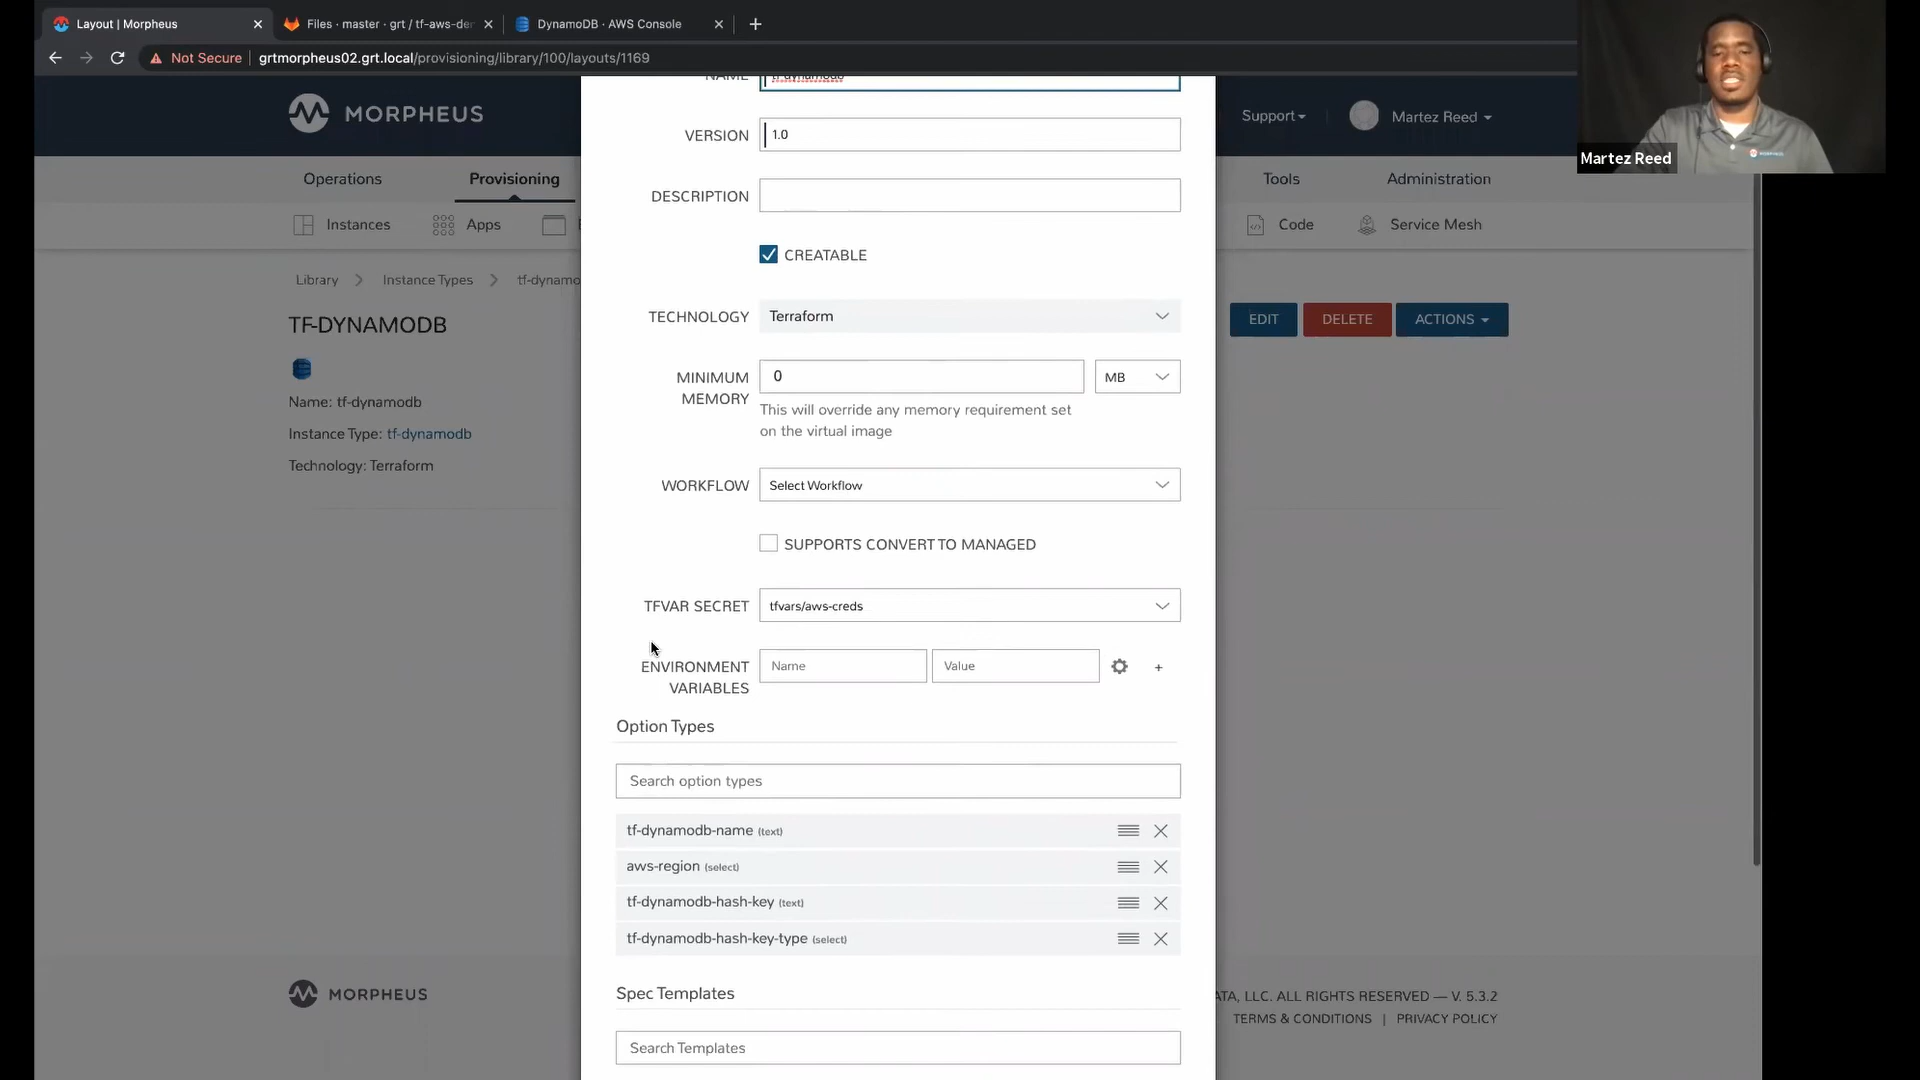 Layout | Morpheus
Files · master · grt / tf-aws-der
DynamoDB · AWS Console
Not Secure
grtmorpheus02.grt.local/provisioning/library/100/layouts/1169
NAME
tf-dynamodb
MORPHEUS
Support
Martez Reed
VERSION
1.0
Martez Reed
Operations
Provisioning
DESCRIPTION
Tools
Administration
Instances
Apps
Code
Service Mesh
CREATABLE
Library
Instance Types
tf-dynamo
TF-DYNAMODB
TECHNOLOGY
Terraform
EDIT
DELETE
ACTIONS
MINIMUM
MEMORY
0
MB
This will override any memory requirement set
on the virtual image
Name: tf-dynamodb
Instance Type: tf-dynamodb
Technology: Terraform
WORKFLOW
Select Workflow
SUPPORTS CONVERT TO MANAGED
TFVAR SECRET
tfvars/aws-creds
ENVIRONMENT
VARIABLES
Name
Value
+
Option Types
Search option types
tf-dynamodb-name (text)
aws-region (select)
tf-dynamodb-hash-key (text)
tf-dynamodb-hash-key-type (select)
Spec Templates
Search Templates
MORPHEUS
ATA, LLC. ALL RIGHTS RESERVED — V. 5.3.2
TERMS & CONDITIONS | PRIVACY POLICY